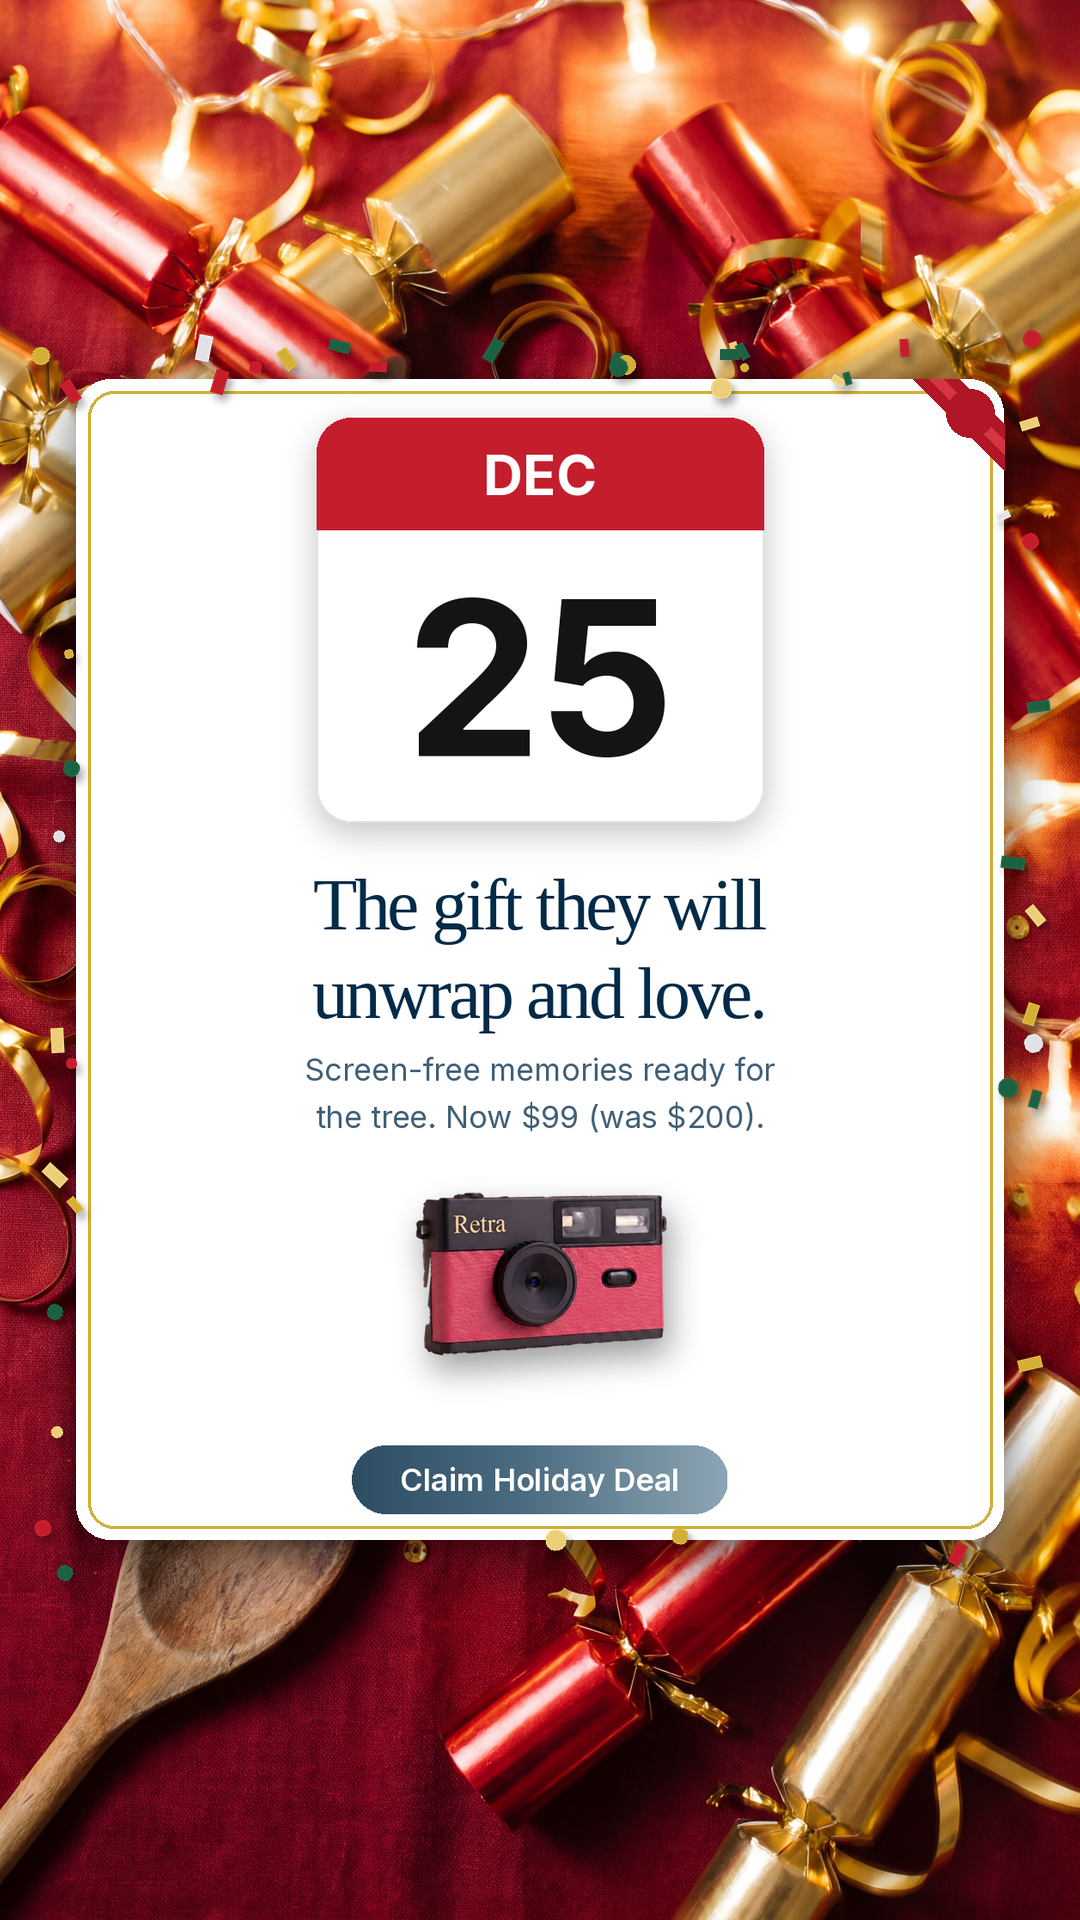 DEC
25
The gift they will
unwrap and love.
Screen-free memories ready for
the tree. Now $99 (was $200).
Retra
Claim Holiday Deal